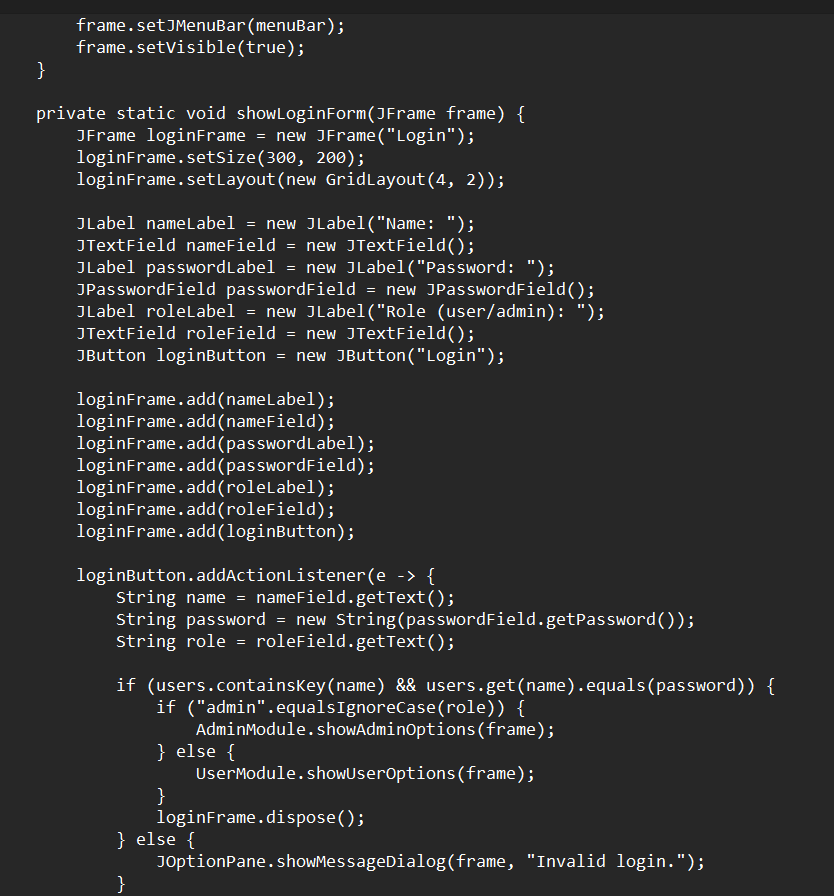 frame.setJMenuBar(menuBar);
        frame.setVisible(true);
    }

    private static void showLoginForm(JFrame frame) {
        JFrame loginFrame = new JFrame("Login");
        loginFrame.setSize(300, 200);
        loginFrame.setLayout(new GridLayout(4, 2));

        JLabel nameLabel = new JLabel("Name: ");
        JTextField nameField = new JTextField();
        JLabel passwordLabel = new JLabel("Password: ");
        JPasswordField passwordField = new JPasswordField();
        JLabel roleLabel = new JLabel("Role (user/admin): ");
        JTextField roleField = new JTextField();
        JButton loginButton = new JButton("Login");

        loginFrame.add(nameLabel);
        loginFrame.add(nameField);
        loginFrame.add(passwordLabel);
        loginFrame.add(passwordField);
        loginFrame.add(roleLabel);
        loginFrame.add(roleField);
        loginFrame.add(loginButton);

        loginButton.addActionListener(e -> {
            String name = nameField.getText();
            String password = new String(passwordField.getPassword());
            String role = roleField.getText();

            if (users.containsKey(name) && users.get(name).equals(password)) {
                if ("admin".equalsIgnoreCase(role)) {
                    AdminModule.showAdminOptions(frame);
                } else {
                    UserModule.showUserOptions(frame);
                }
                loginFrame.dispose();
            } else {
                JOptionPane.showMessageDialog(frame, "Invalid login.");
            }